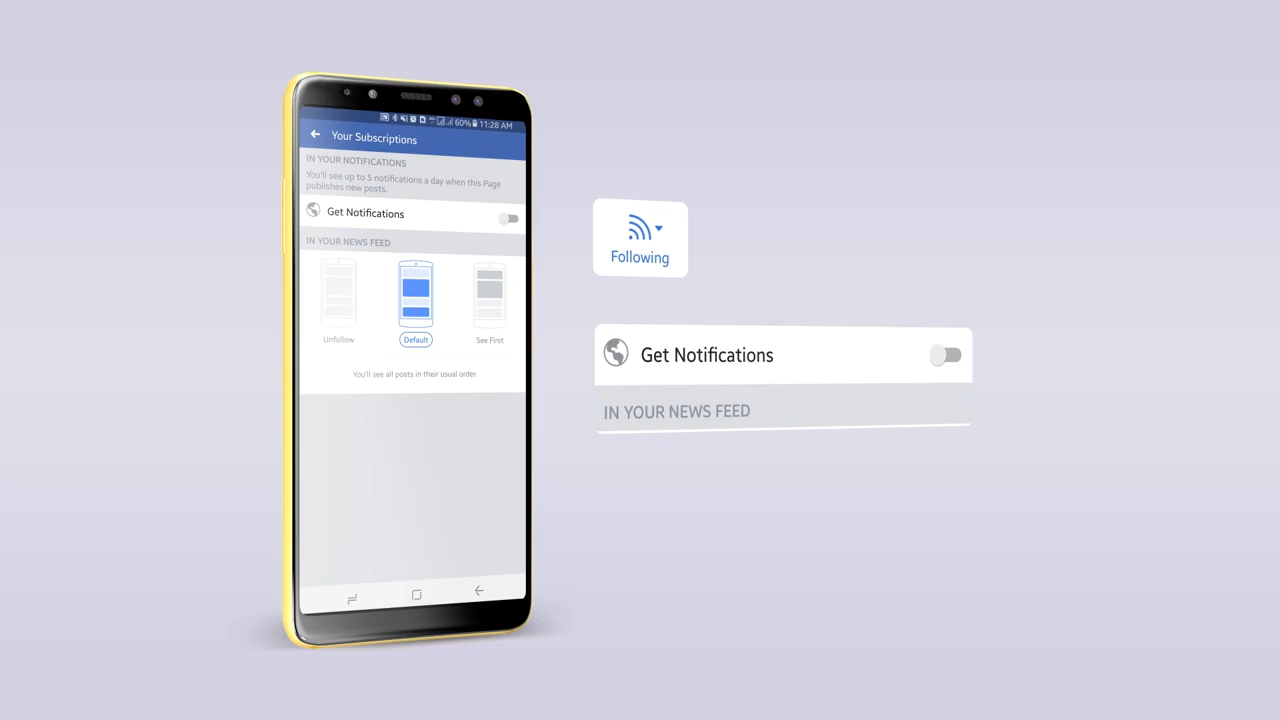 60% 11:28 AM
Your Subscriptions
IN YOUR NOTIFICATIONS
You'll see up to 5 notifications a day when this Page
publishes new posts.
Get Notifications
IN YOUR NEWS FEED
Unfollow
Default
See First
You'll see all posts in their usual order.
Following
Get Notifications
IN YOUR NEWS FEED